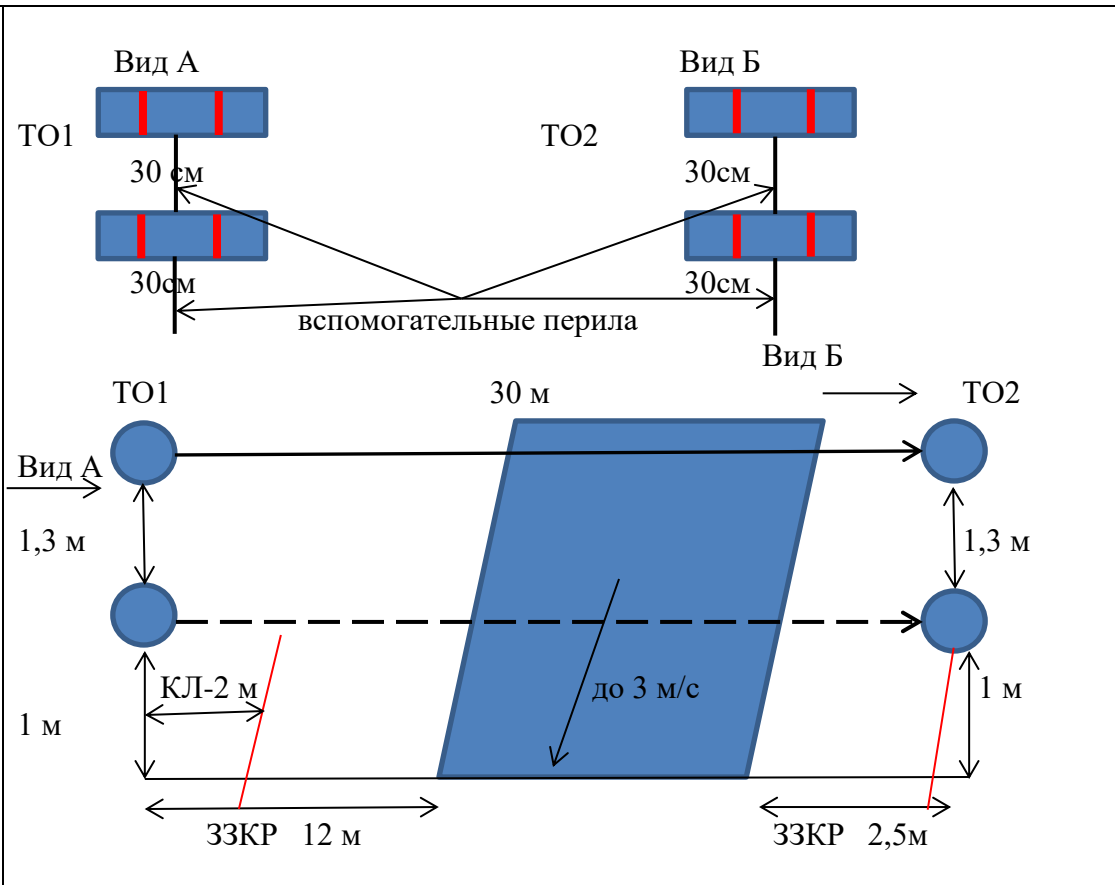 Вид А Вид Б
ТО1 ТО2
30 см 30см
30см 30см
вспомогательные перила
Вид Б
ТО1 30 м ТО2
Вид А
1,3 м 1,3 м
КЛ-2 м до 3 м/с 1 м
1 м
ЗЗКР 12 м ЗЗКР 2,5м